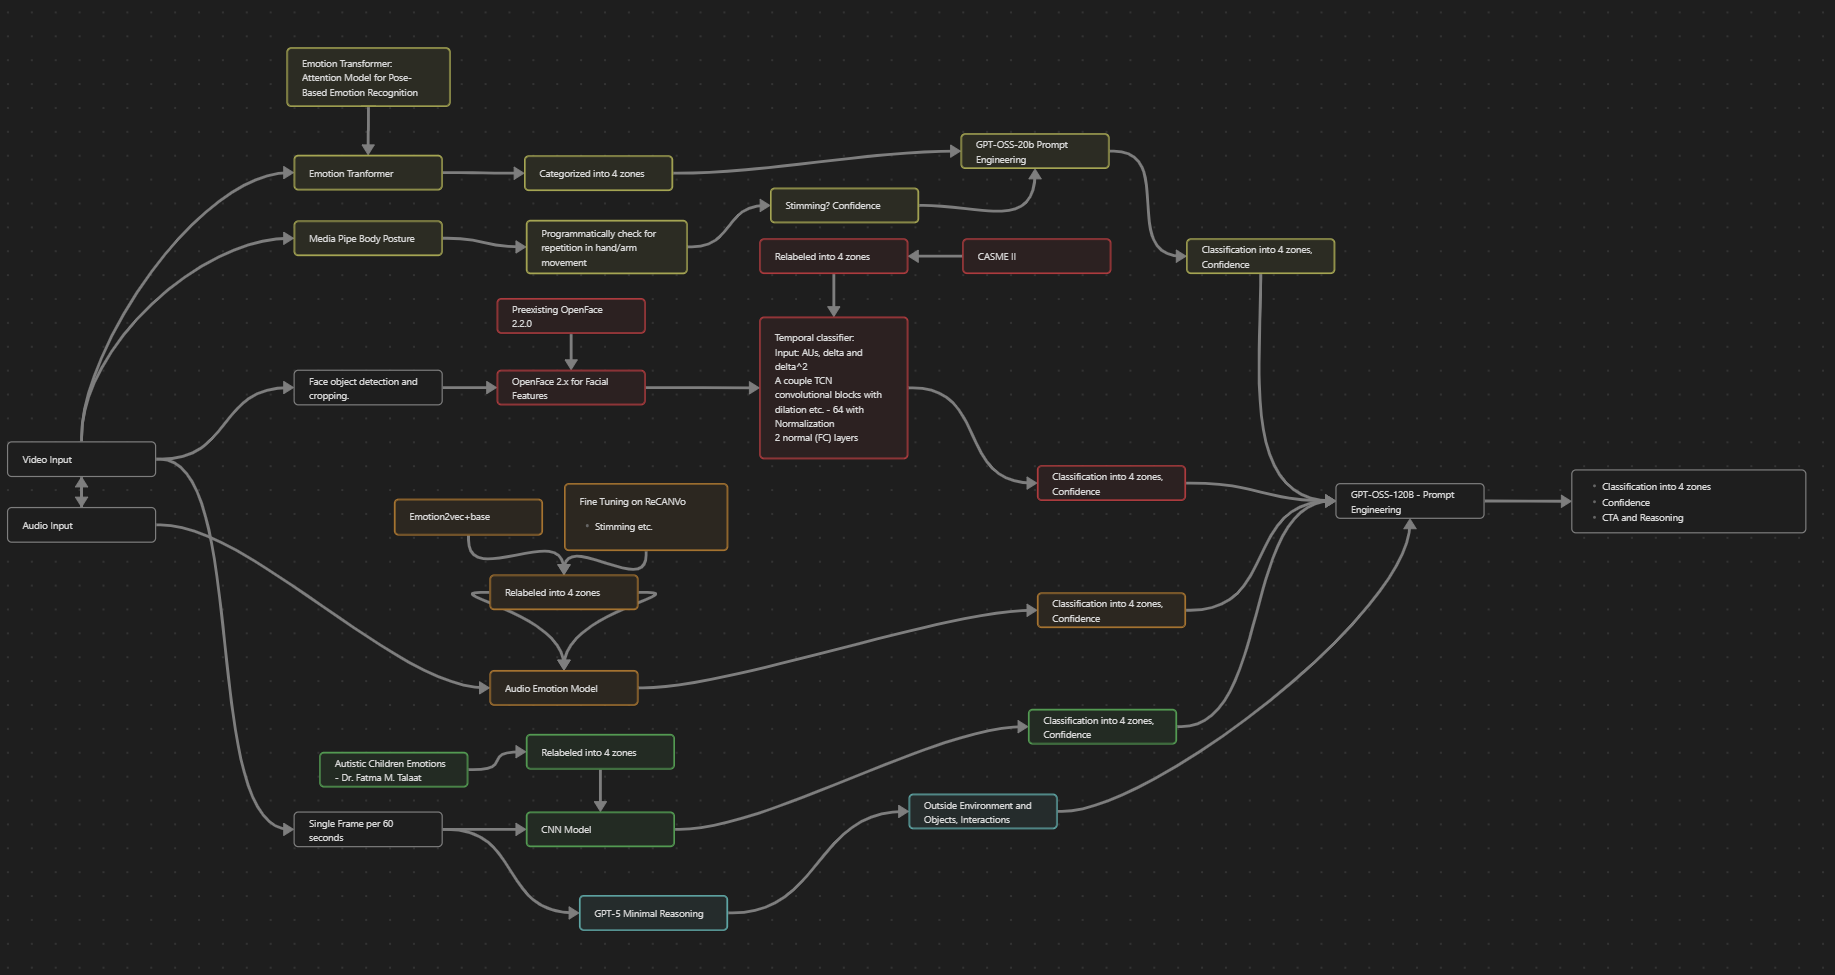 Emotion Transformer:
Attention Model for Pose-
Based Emotion Recognition
Emotion Tranformer
Categorized into 4 zones
GPT-OSS-20b Prompt
Engineering
Stimming? Confidence
Media Pipe Body Posture
Programmatically check for
repetition in hand/arm
movement
Relabeled into 4 zones
CASME II
Classification into 4 zones,
Confidence
Preexisting OpenFace
2.2.0
Face object detection and
cropping.
OpenFace 2.x for Facial
Features
Temporal classifier:
Input: AUs, delta and
delta^2
A couple TCN
convolutional blocks with
dilation etc. - 64 with
Normalization
2 normal (FC) layers
Video Input
Audio Input
Classification into 4 zones,
Confidence
GPT-OSS-120B - Prompt
Engineering
• Classification into 4 zones
• Confidence
• CTA and Reasoning
Emotion2vec+base
Fine Tuning on ReCANVo
• Stimming etc.
Relabeled into 4 zones
Classification into 4 zones,
Confidence
Audio Emotion Model
Classification into 4 zones,
Confidence
Autistic Children Emotions
- Dr. Fatma M. Talaat
Relabeled into 4 zones
Single Frame per 60
seconds
CNN Model
Outside Environment and
Objects, Interactions
GPT-5 Minimal Reasoning